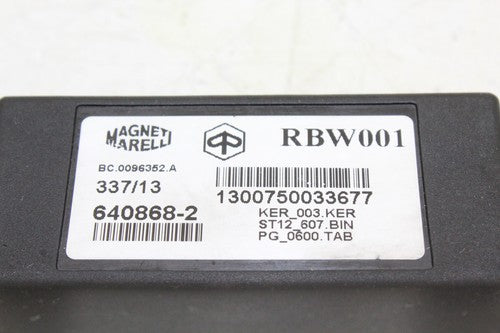 MAGNETI
MARELLI
RBW001
BC.0096352.A
337/13
1300750033677
640868-2
KER_003.KER
ST12_607.BIN
PG_0600.TAB